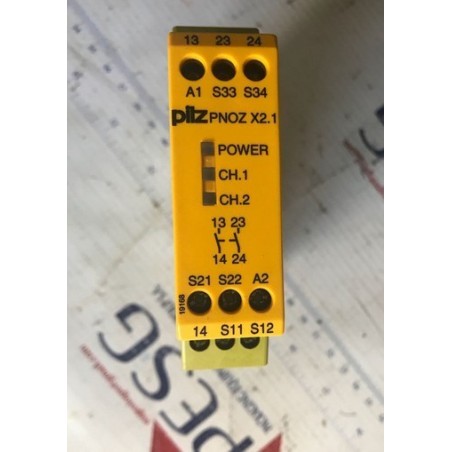 13 23 24
A1 S33 S34
pilz PNOZ X2.1
POWER
CH.1
CH.2
13 23
14 24
S21 S22 A2
19168
14 S11 S12
PESG